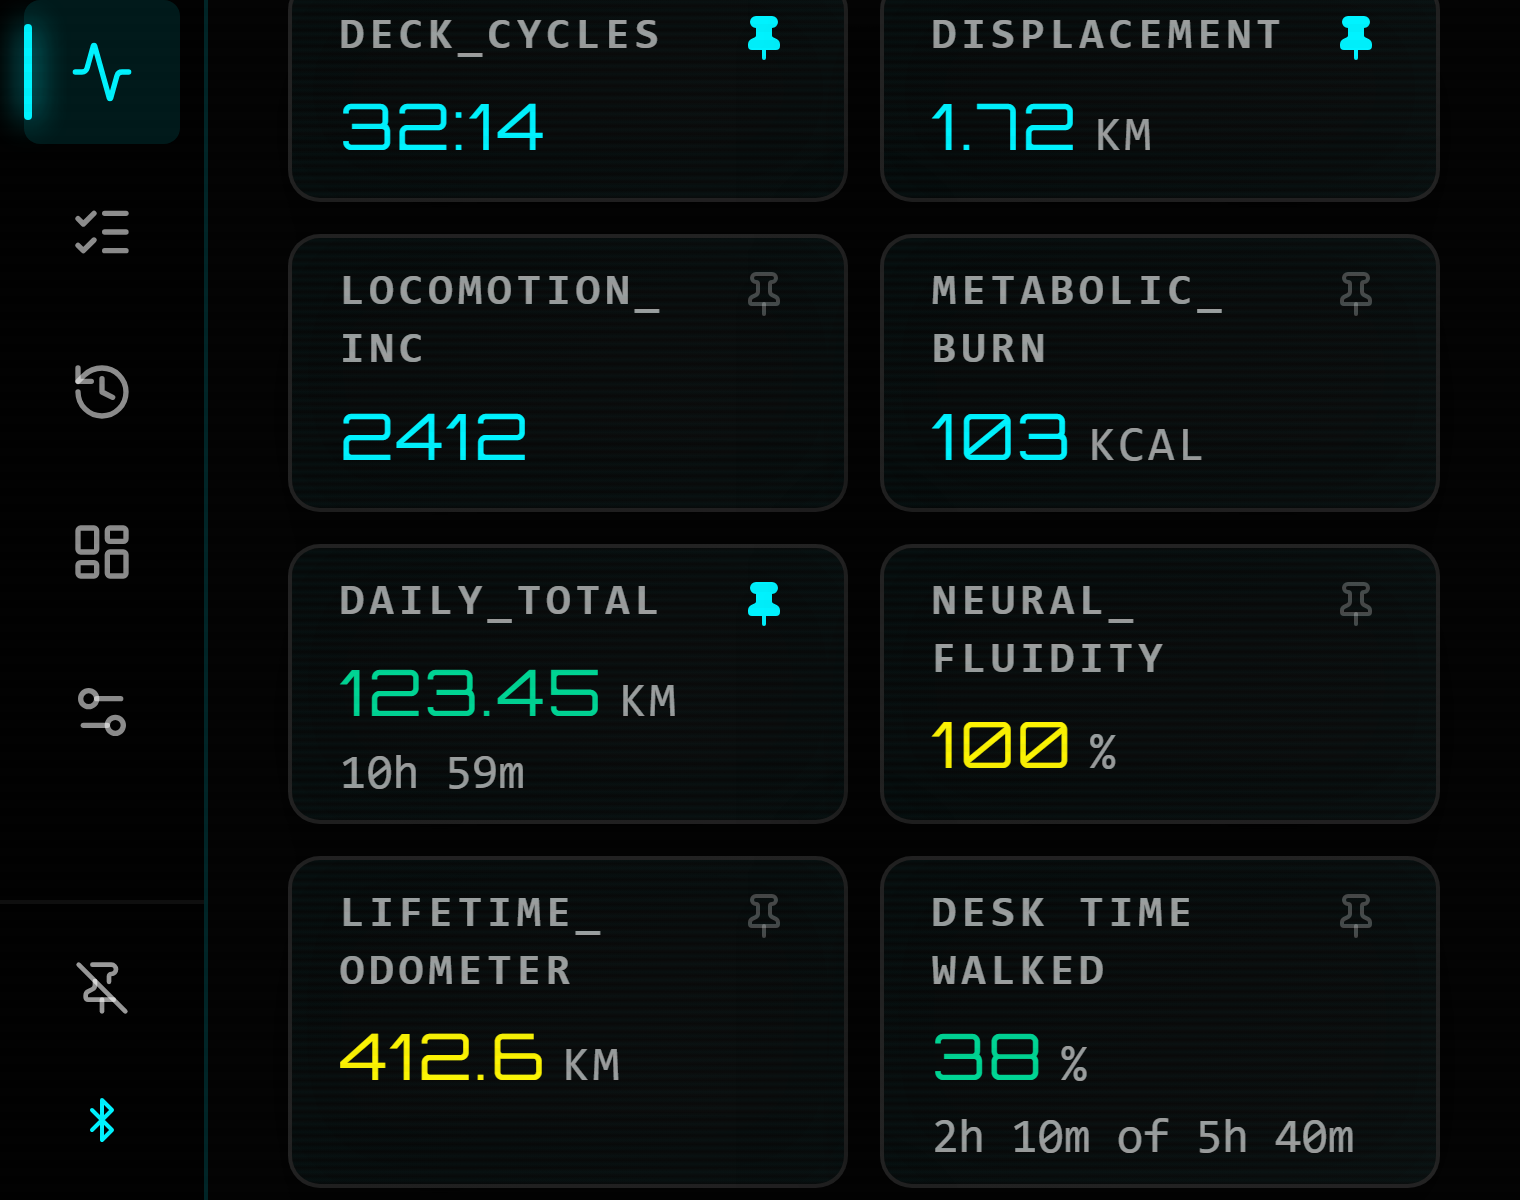 DECK_CYCLES
32:14
DISPLACEMENT
1.72 KM
LOCOMOTION_
INC
2412
METABOLIC_
BURN
103 KCAL
DAILY_TOTAL
123.45 KM
10h 59m
NEURAL_
FLUIDITY
100 %
LIFETIME_
ODOMETER
412.6 KM
DESK TIME
WALKED
38 %
2h 10m of 5h 40m